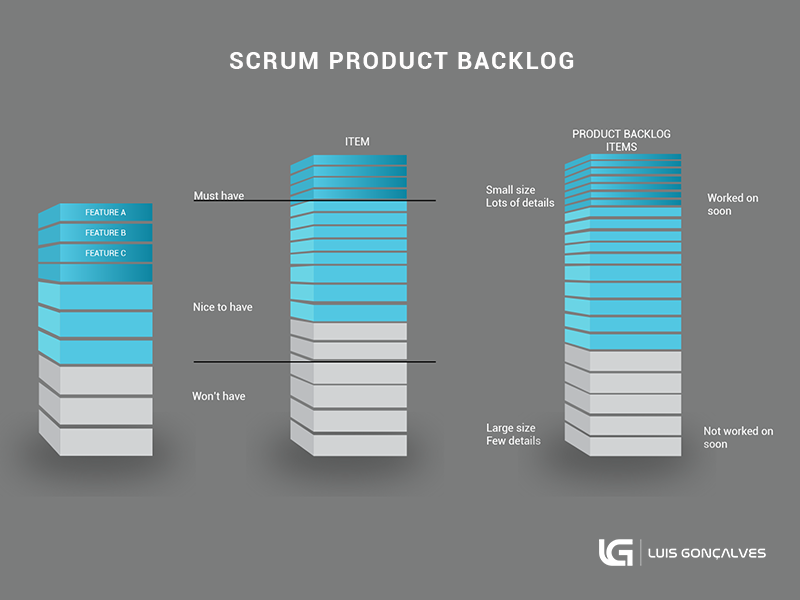 SCRUM PRODUCT BACKLOG
FEATURE A
FEATURE B
FEATURE C
ITEM
Must have
Nice to have
Won't have
PRODUCT BACKLOG
ITEMS
Small size
Lots of details
Large size
Few details
Worked on
soon
Not worked on
soon
LG
LUIS GONÇALVES